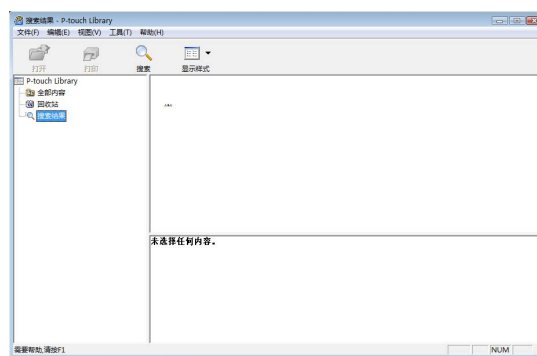 搜索结果 - P-touch Library
文件(F) 编辑(E) 视图(V) 工具(T) 帮助(H)
打开 打印 搜索 显示样式
P-touch Library
全部内容
回收站
搜索结果
未选择任何内容。
需要帮助,请按F1
NUM